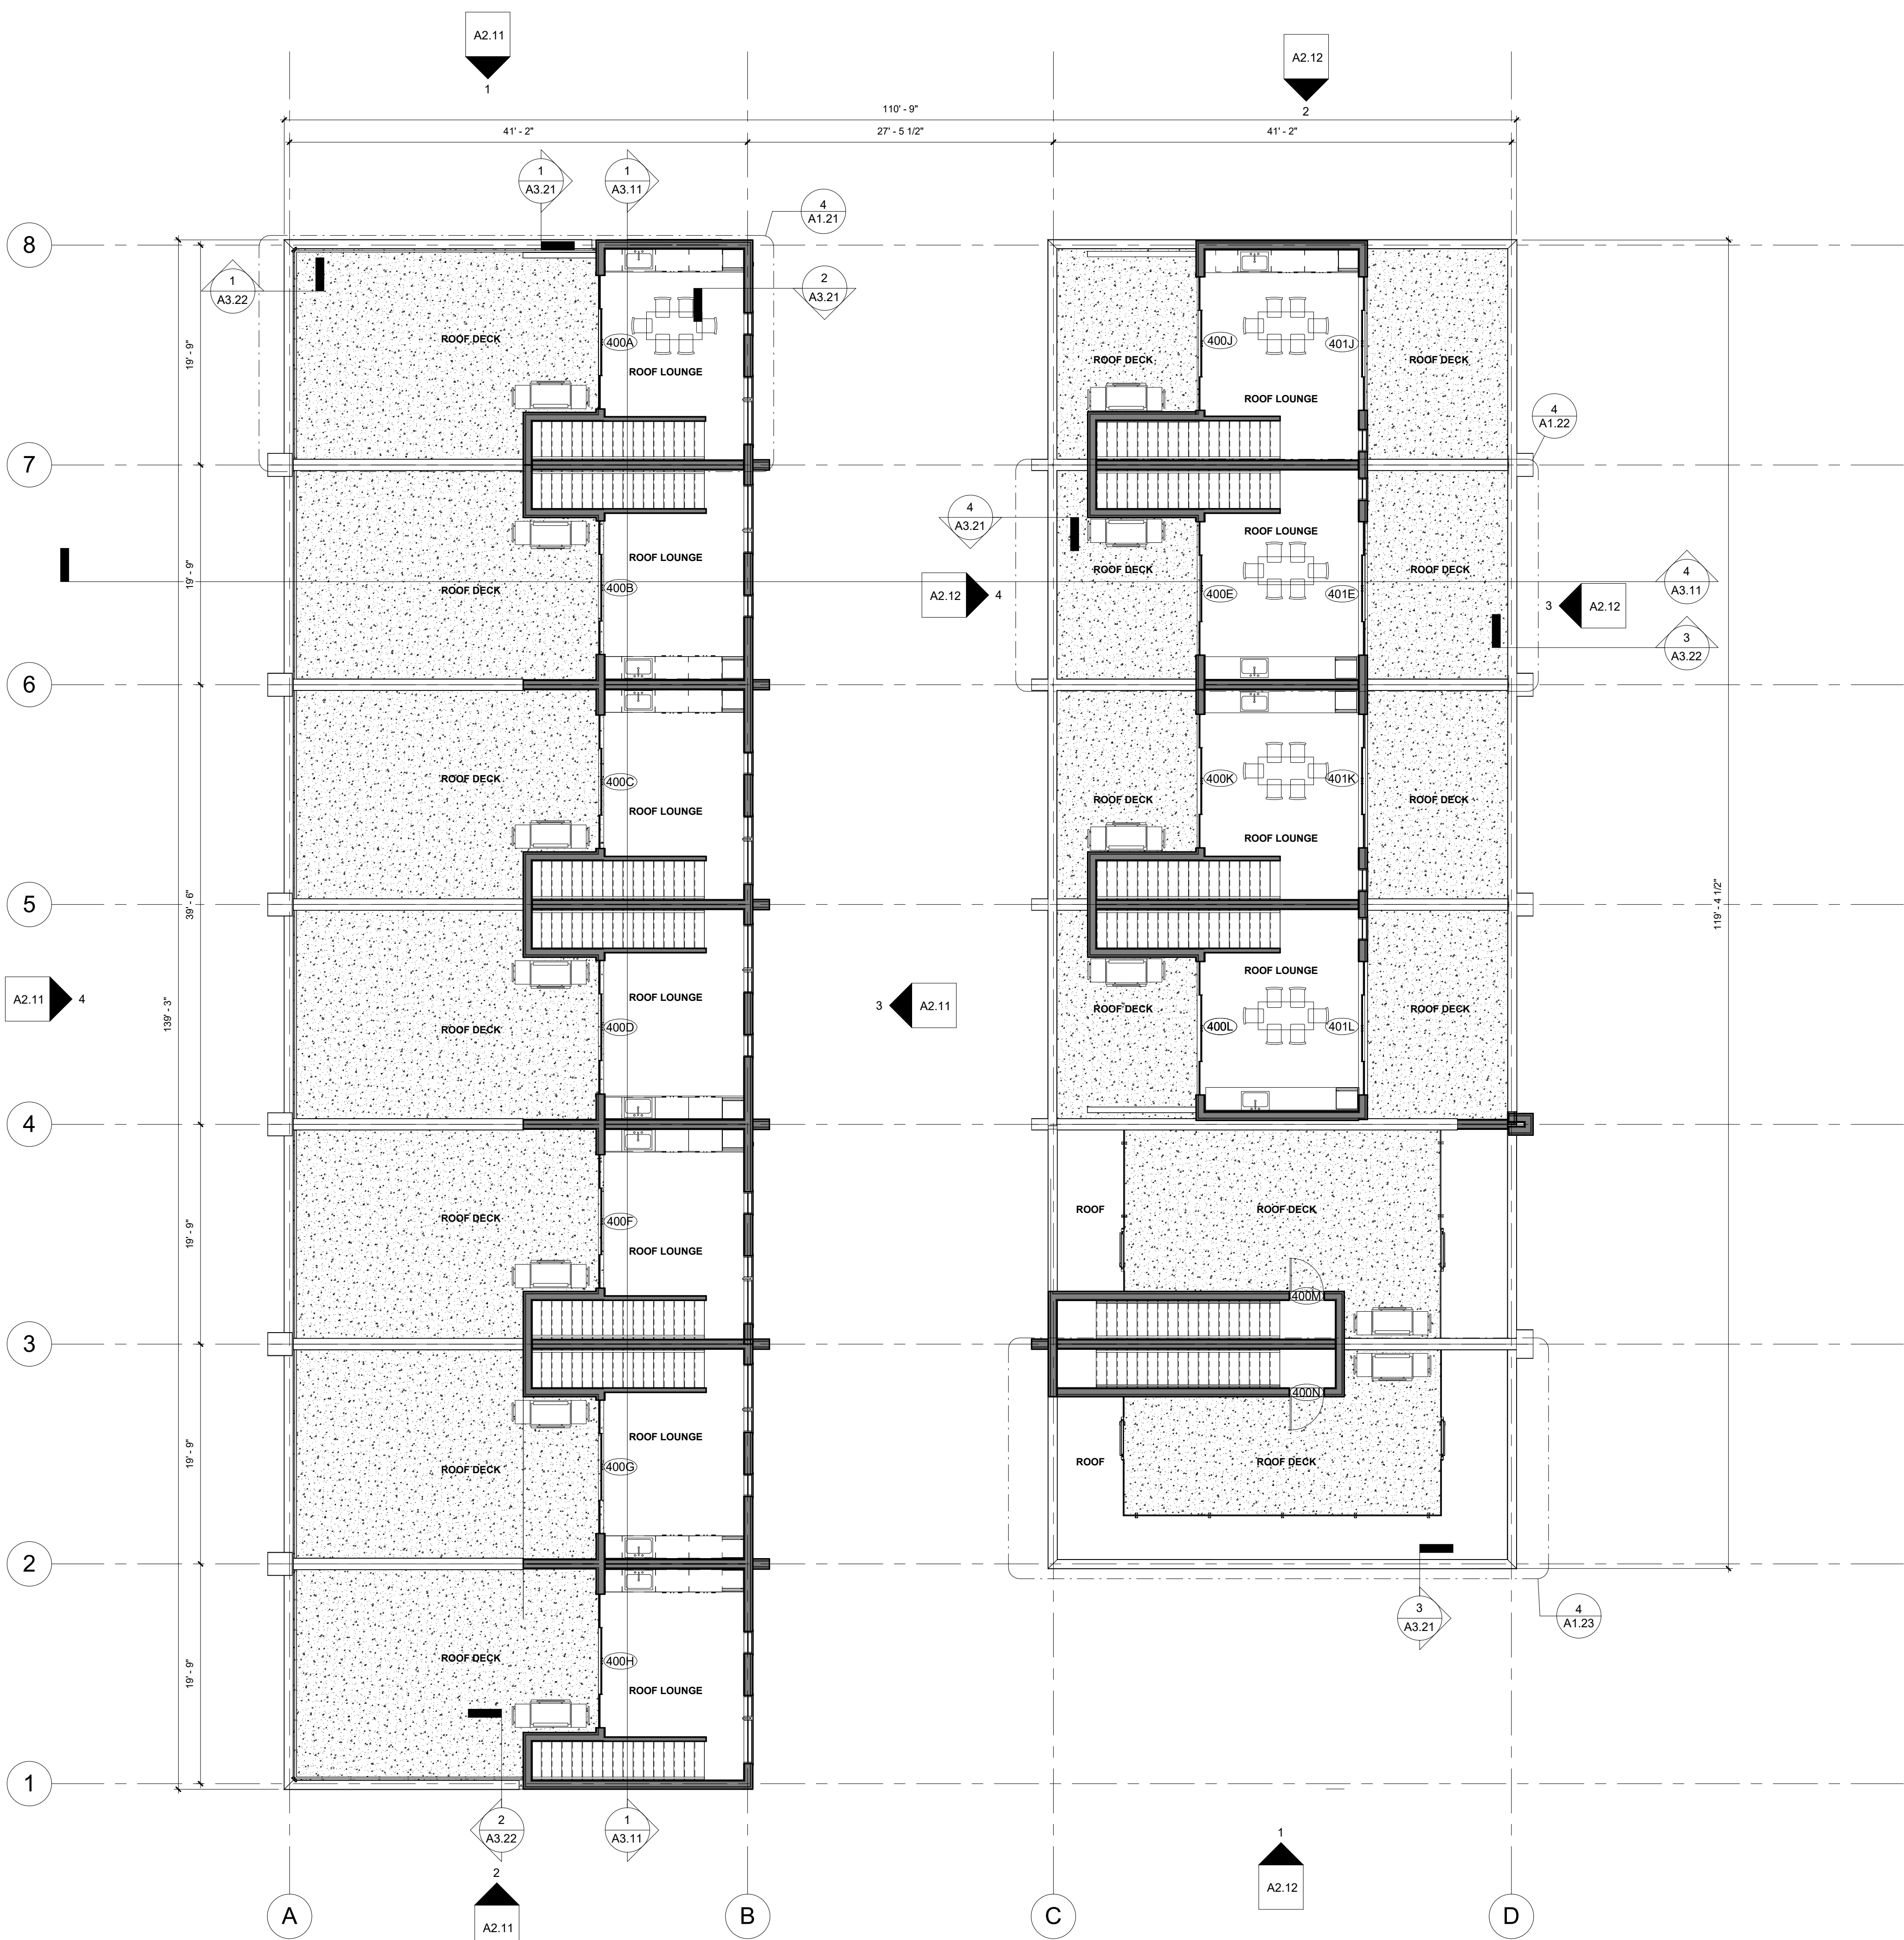 A2.11
1
A2.12
2
110' - 9"
41' - 2"
27' - 5 1/2"
41' - 2"
1
A3.21
1
A3.11
4
A1.21
8
1
A3.22
2
A3.21
19' - 9"
ROOF DECK
400A
ROOF LOUNGE
ROOF DECK
400J
401J
ROOF DECK
ROOF LOUNGE
4
A1.22
7
4
A3.21
ROOF LOUNGE
ROOF LOUNGE
19' - 9"
ROOF DECK
400B
A2.12
4
ROOF DECK
400E
401E
ROOF DECK
4
A3.11
3
A2.12
3
A3.22
6
ROOF DECK
400C
ROOF LOUNGE
400K
401K
ROOF DECK
ROOF DECK
ROOF LOUNGE
5
39' - 6"
119' - 4 1/2"
A2.11
4
139' - 3"
ROOF LOUNGE
ROOF DECK
400D
3
A2.11
ROOF LOUNGE
ROOF DECK
400L
401L
ROOF DECK
4
19' - 9"
ROOF DECK
400F
ROOF LOUNGE
ROOF
ROOF DECK
400M
3
400N
19' - 9"
ROOF LOUNGE
ROOF DECK
400G
ROOF
ROOF DECK
2
3
A3.21
4
A1.23
19' - 9"
ROOF DECK
400H
ROOF LOUNGE
1
2
A3.22
1
A3.11
2
A2.11
1
A2.12
A
B
C
D